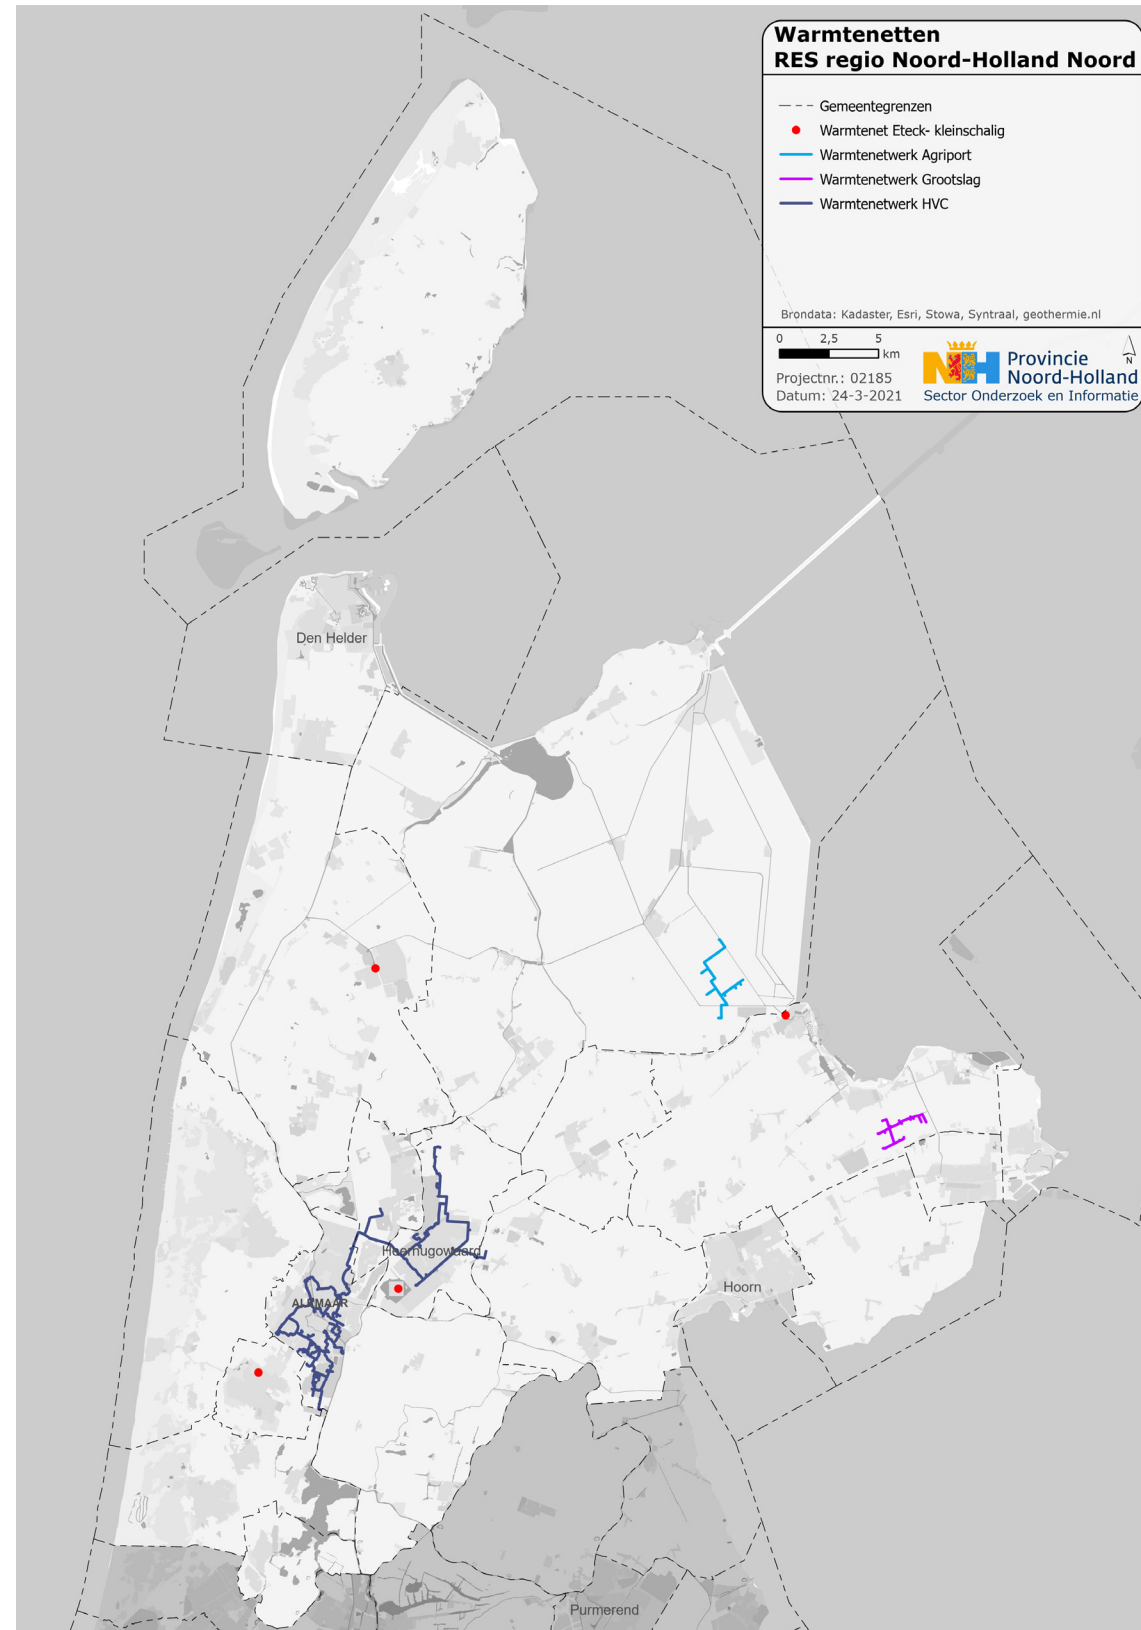 Warmtenetten
RES regio Noord-Holland Noord
Gemeentegrenzen
Warmtenet Eteck- kleinschalig
Warmtenetwerk Agriport
Warmtenetwerk Grootslag
Warmtenetwerk HVC
Brondata: Kadaster, Esri, Stowa, Syntraal, geothermie.nl
0 2,5 5
km
N
Projectnr.: 02185
Datum: 24-3-2021
NH
Provincie
Noord-Holland
Sector Onderzoek en Informatie
Den Helder
Heerhugowaard
Hoorn
ALKMAAR
Purmerend